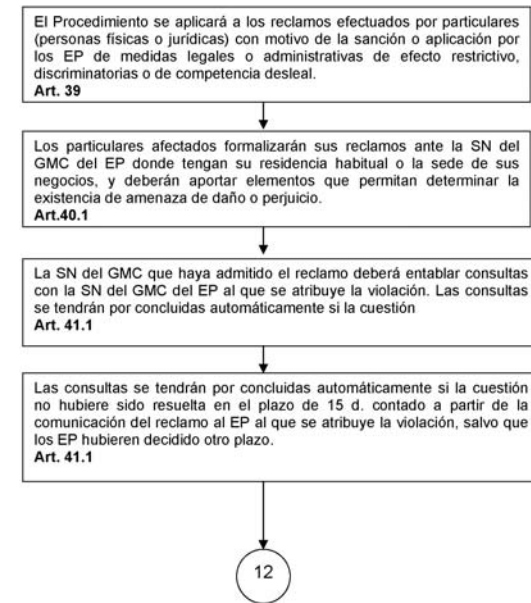 El Procedimiento se aplicará a los reclamos efectuados por particulares
(personas físicas o jurídicas) con motivo de la sanción o aplicación por
los EP de medidas legales o administrativas de efecto restrictivo,
discriminatorias o de competencia desleal.
Art. 39
Los particulares afectados formalizarán sus reclamos ante la SN del
GMC del EP donde tengan su residencia habitual o la sede de sus
negocios, y deberán aportar elementos que permitan determinar la
existencia de amenaza de daño o perjuicio.
Art.40.1
La SN del GMC que haya admitido el reclamo deberá entablar consultas
con la SN del GMC del EP al que se atribuye la violación. Las consultas
se tendrán por concluidas automáticamente si la cuestión
Art. 41.1
Las consultas se tendrán por concluidas automáticamente si la cuestión
no hubiere sido resuelta en el plazo de 15 d. contado a partir de la
comunicación del reclamo al EP al que se atribuye la violación, salvo que
los EP hubieren decidido otro plazo.
Art. 41.1
12